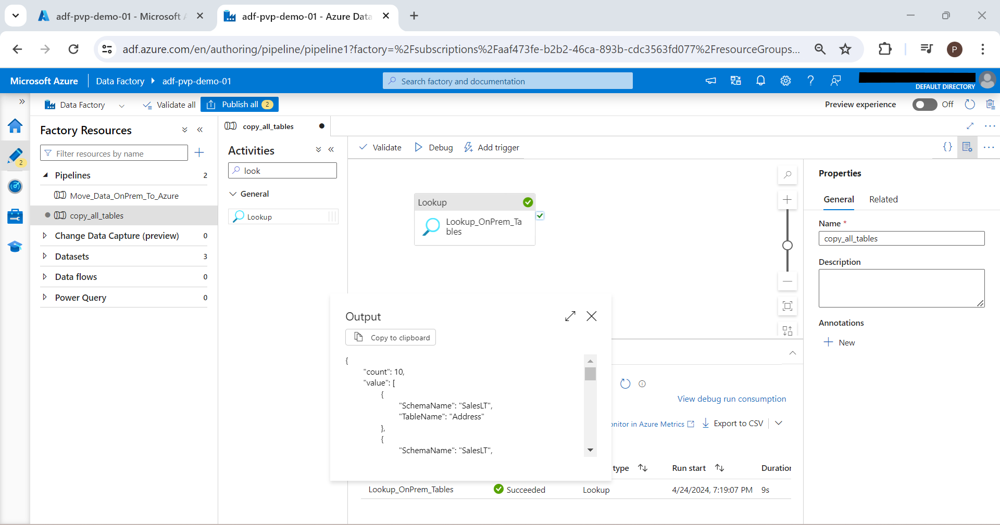 adf-pvp-demo-01 - Microsoft A
adf-pvp-demo-01 - Azure Data
adf.azure.com/en/authoring/pipeline/pipeline1?factory=%2Fsubscriptions%2Faaf473fe-b2b2-46ca-893b-cdc3563fd077%2FresourceGroups...
P
Microsoft Azure
Data Factory
adf-pvp-demo-01
Search factory and documentation
DEFAULT DIRECTORY
Data Factory
Validate all
Publish all
2
Preview experience
Off
2
Factory Resources
Filter resources by name
Pipelines
2
Move_Data_OnPrem_To_Azure
copy_all_tables
Change Data Capture (preview)
0
Datasets
3
Data flows
0
Power Query
0
copy_all_tables
Activities
look
General
Lookup
Validate
Debug
Add trigger
{}
Lookup
Lookup_OnPrem_Ta
bles
Properties
General
Related
Name *
copy_all_tables
Description
Annotations
New
Output
Copy to clipboard
{
"count": 10,
"value": [
{
"SchemaName": "SalesLT",
"TableName": "Address"
},
{
"SchemaName": "SalesLT",
View debug run consumption
onitor in Azure Metrics
Export to CSV
type
Run start
Duration
Lookup_OnPrem_Tables
Succeeded
Lookup
4/24/2024, 7:19:07 PM
9s